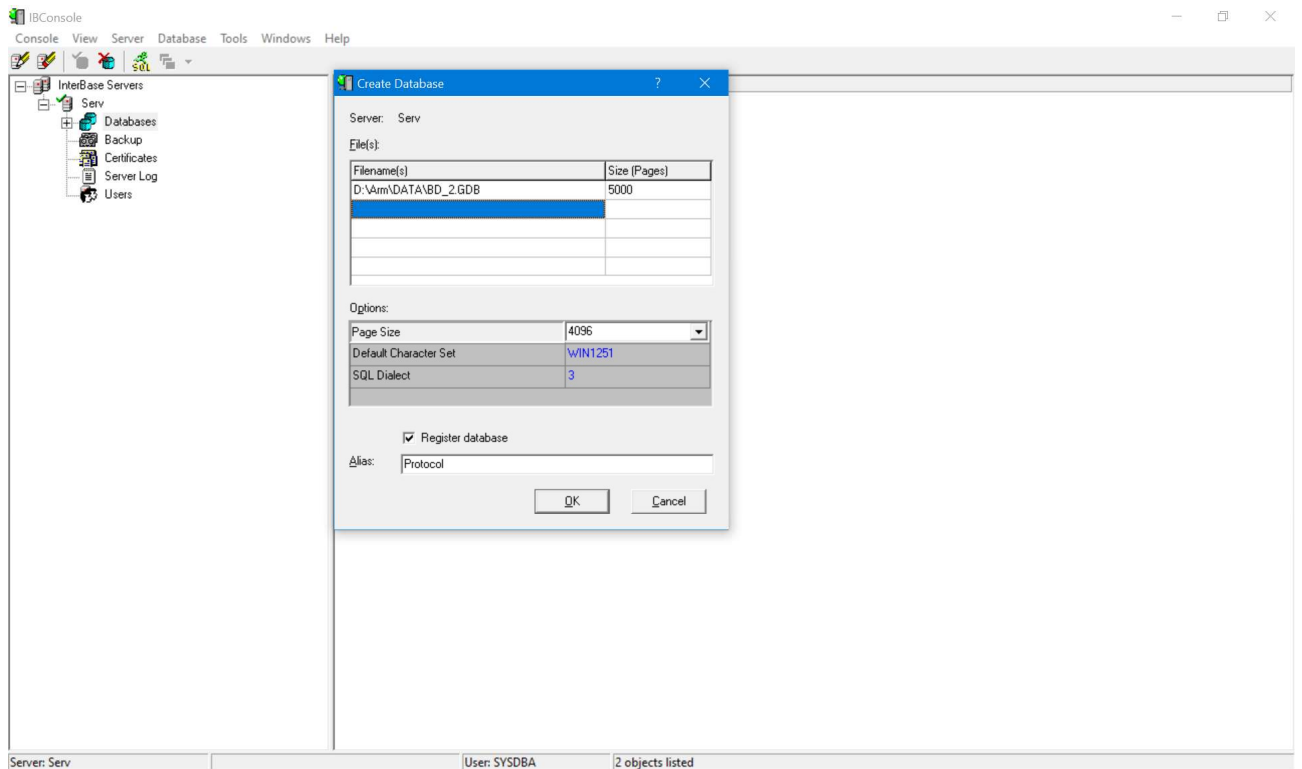 IBConsole
Console View Server Database Tools Windows Help
SQL
InterBase Servers
Serv
Databases
Backup
Certificates
Server Log
Users
Create Database ?
Server: Serv
File(s):
Filename(s) Size (Pages)
D:\Arm\DATA\BD_2.GDB 5000
Options:
Page Size 4096
Default Character Set WIN1251
SQL Dialect 3
Register database
Alias: Protocol
OK Cancel
Server: Serv User: SYSDBA 2 objects listed